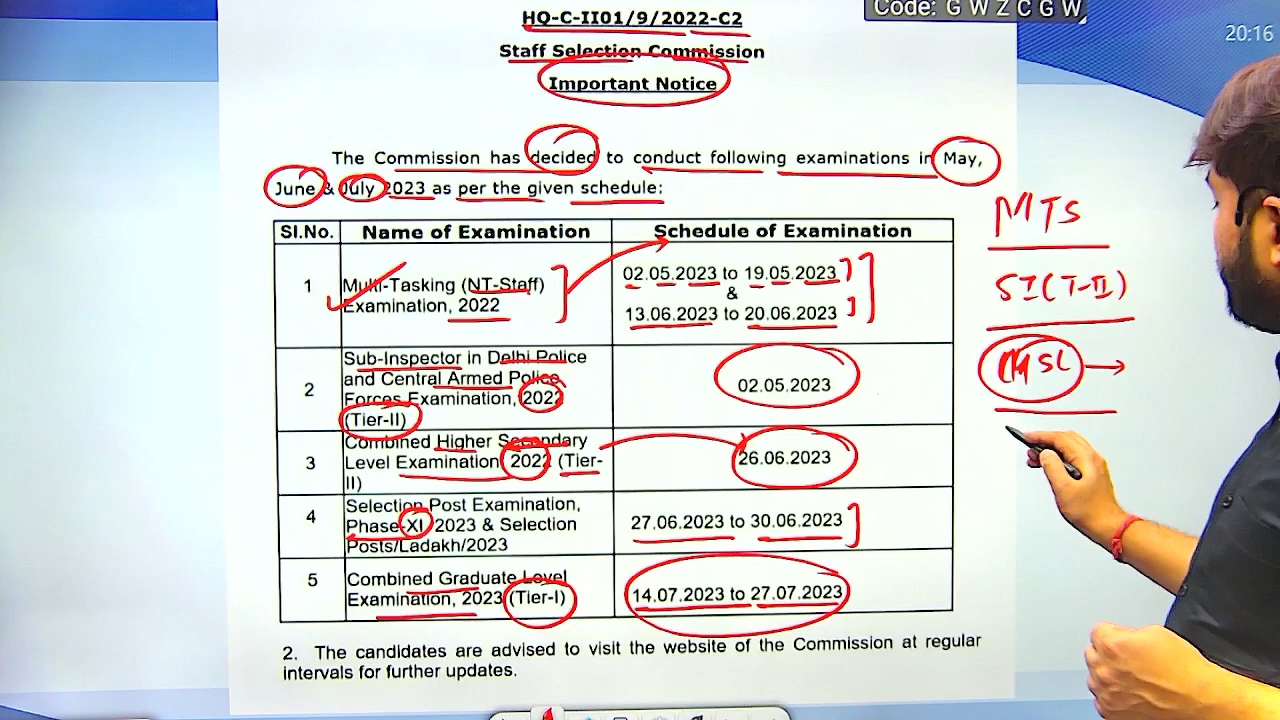 Code: G W Z C G W
20:16
HQ-C-II01/9/2022-C2
Staff Selection Commission
Important Notice
The Commission has decided to conduct following examinations in May,
June & July 2023 as per the given schedule:
Sl.No. Name of Examination Schedule of Examination
1 Multi-Tasking (NT-Staff) Examination, 2022 02.05.2023 to 19.05.2023
&
13.06.2023 to 20.06.2023
2 Sub-Inspector in Delhi Police
and Central Armed Police
Forces Examination, 2022
(Tier-II) 02.05.2023
3 Combined Higher Secondary
Level Examination 2022 (Tier-
II) 26.06.2023
4 Selection Post Examination,
Phase-XI 2023 & Selection
Posts/Ladakh/2023 27.06.2023 to 30.06.2023
5 Combined Graduate Level
Examination, 2023 (Tier-I) 14.07.2023 to 27.07.2023
2. The candidates are advised to visit the website of the Commission at regular
intervals for further updates.
MTS
SI(T-II)